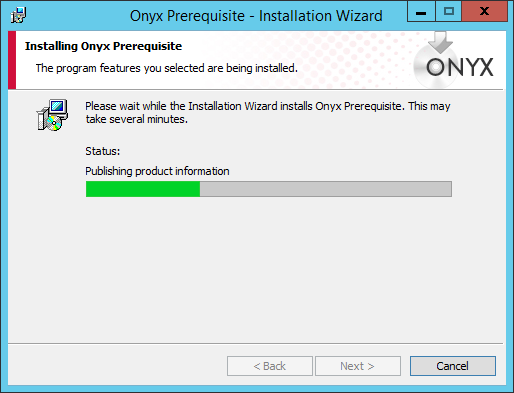 Onyx Prerequisite - Installation Wizard
Installing Onyx Prerequisite
The program features you selected are being installed.
ONYX
Please wait while the Installation Wizard installs Onyx Prerequisite. This may
take several minutes.
Status:
Publishing product information
< Back
Next >
Cancel